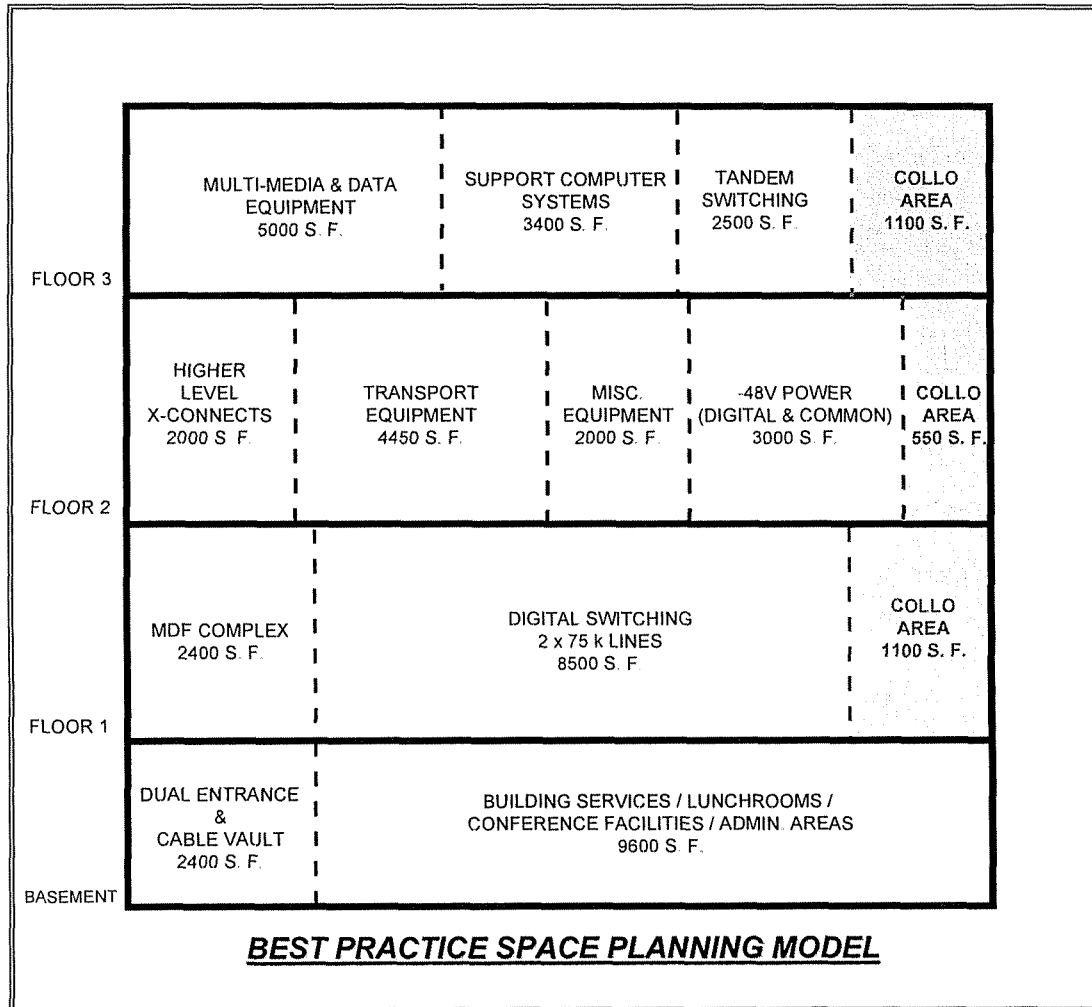 MULTI-MEDIA & DATA
EQUIPMENT
5000 S. F.
SUPPORT COMPUTER
SYSTEMS
3400 S. F.
TANDEM
SWITCHING
2500 S. F.
COLLO
AREA
1100 S. F.
FLOOR 3
HIGHER
LEVEL
X-CONNECTS
2000 S. F.
TRANSPORT
EQUIPMENT
4450 S. F.
MISC.
EQUIPMENT
2000 S. F.
-48V POWER
(DIGITAL & COMMON)
3000 S. F.
COLLO
AREA
550 S. F.
FLOOR 2
MDF COMPLEX
2400 S. F.
DIGITAL SWITCHING
2 x 75 k LINES
8500 S. F.
COLLO
AREA
1100 S. F.
FLOOR 1
DUAL ENTRANCE
&
CABLE VAULT
2400 S. F.
BUILDING SERVICES / LUNCHROOMS /
CONFERENCE FACILITIES / ADMIN. AREAS
9600 S. F.
BASEMENT
BEST PRACTICE SPACE PLANNING MODEL